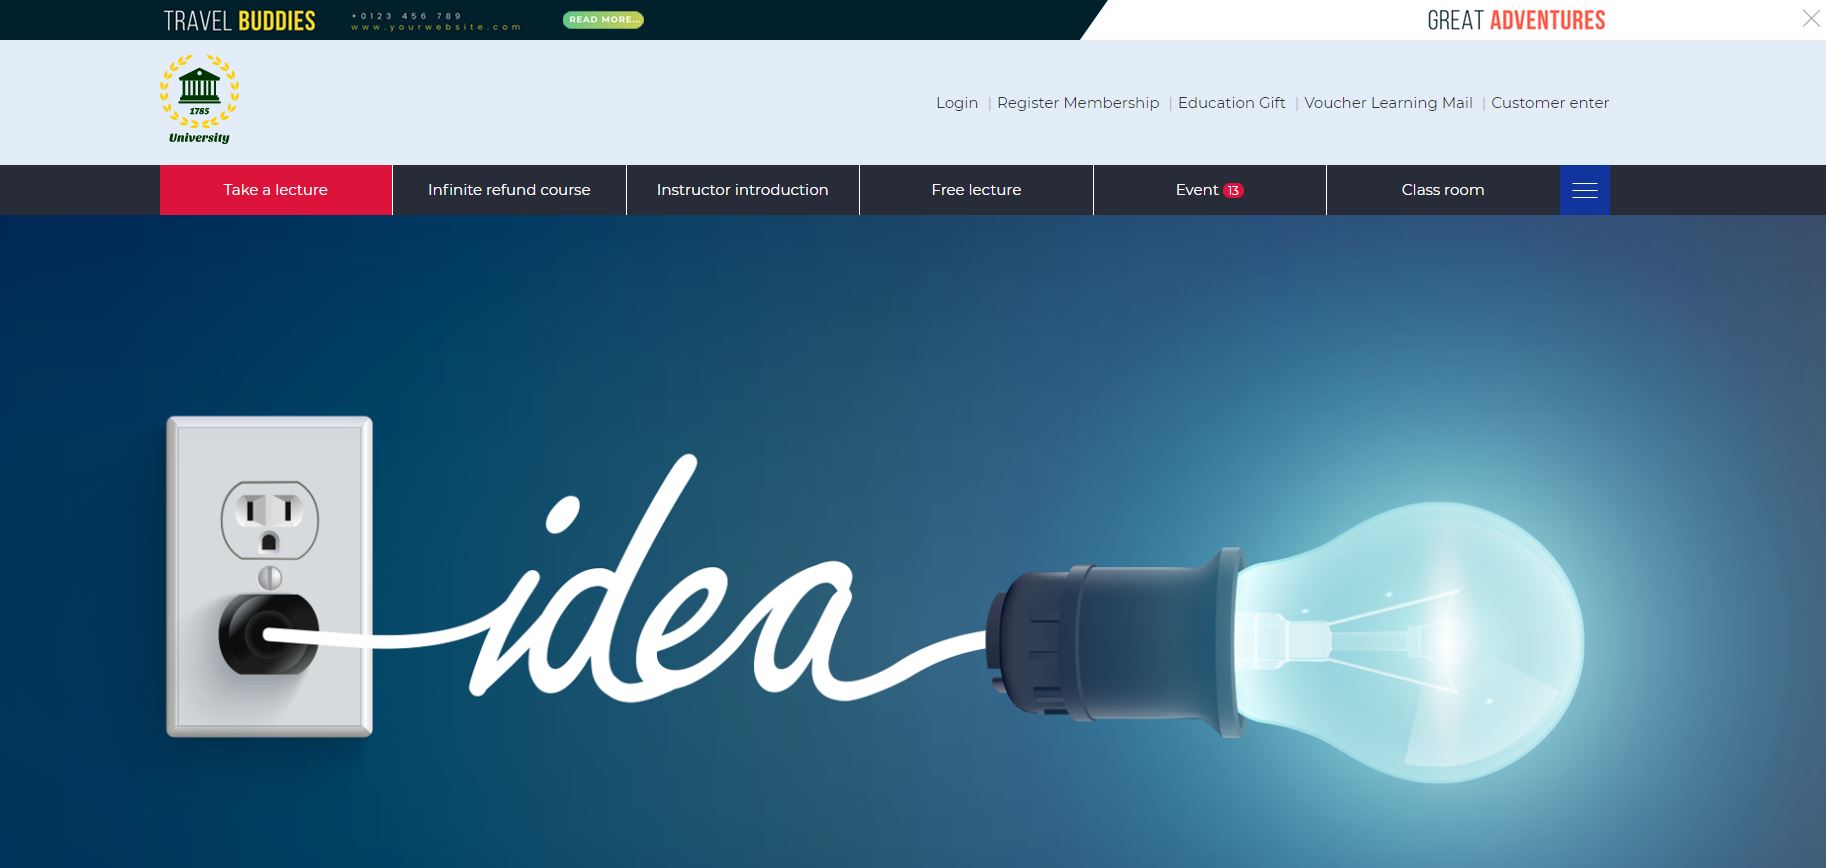 TRAVEL BUDDIES
+0123 456 789
www.yourwebsite.com
READ MORE...
GREAT ADVENTURES
1785
University
Login | Register Membership | Education Gift | Voucher Learning Mail | Customer enter
Take a lecture
Infinite refund course
Instructor introduction
Free lecture
Event 13
Class room
idea